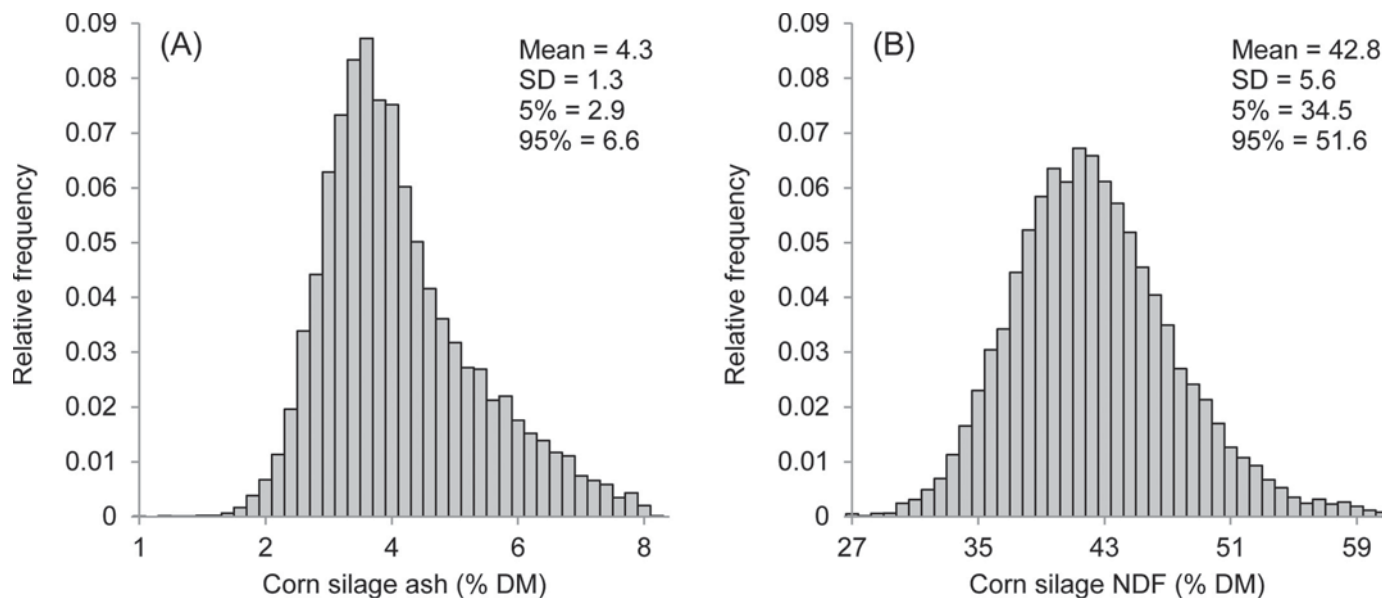 (A)
Mean = 4.3
SD = 1.3
5% = 2.9
95% = 6.6
Relative frequency
0.09
0.08
0.07
0.06
0.05
0.04
0.03
0.02
0.01
0
1 2 4 6 8
Corn silage ash (% DM)
(B)
Mean = 42.8
SD = 5.6
5% = 34.5
95% = 51.6
Relative frequency
0.09
0.08
0.07
0.06
0.05
0.04
0.03
0.02
0.01
0
27 35 43 51 59
Corn silage NDF (% DM)